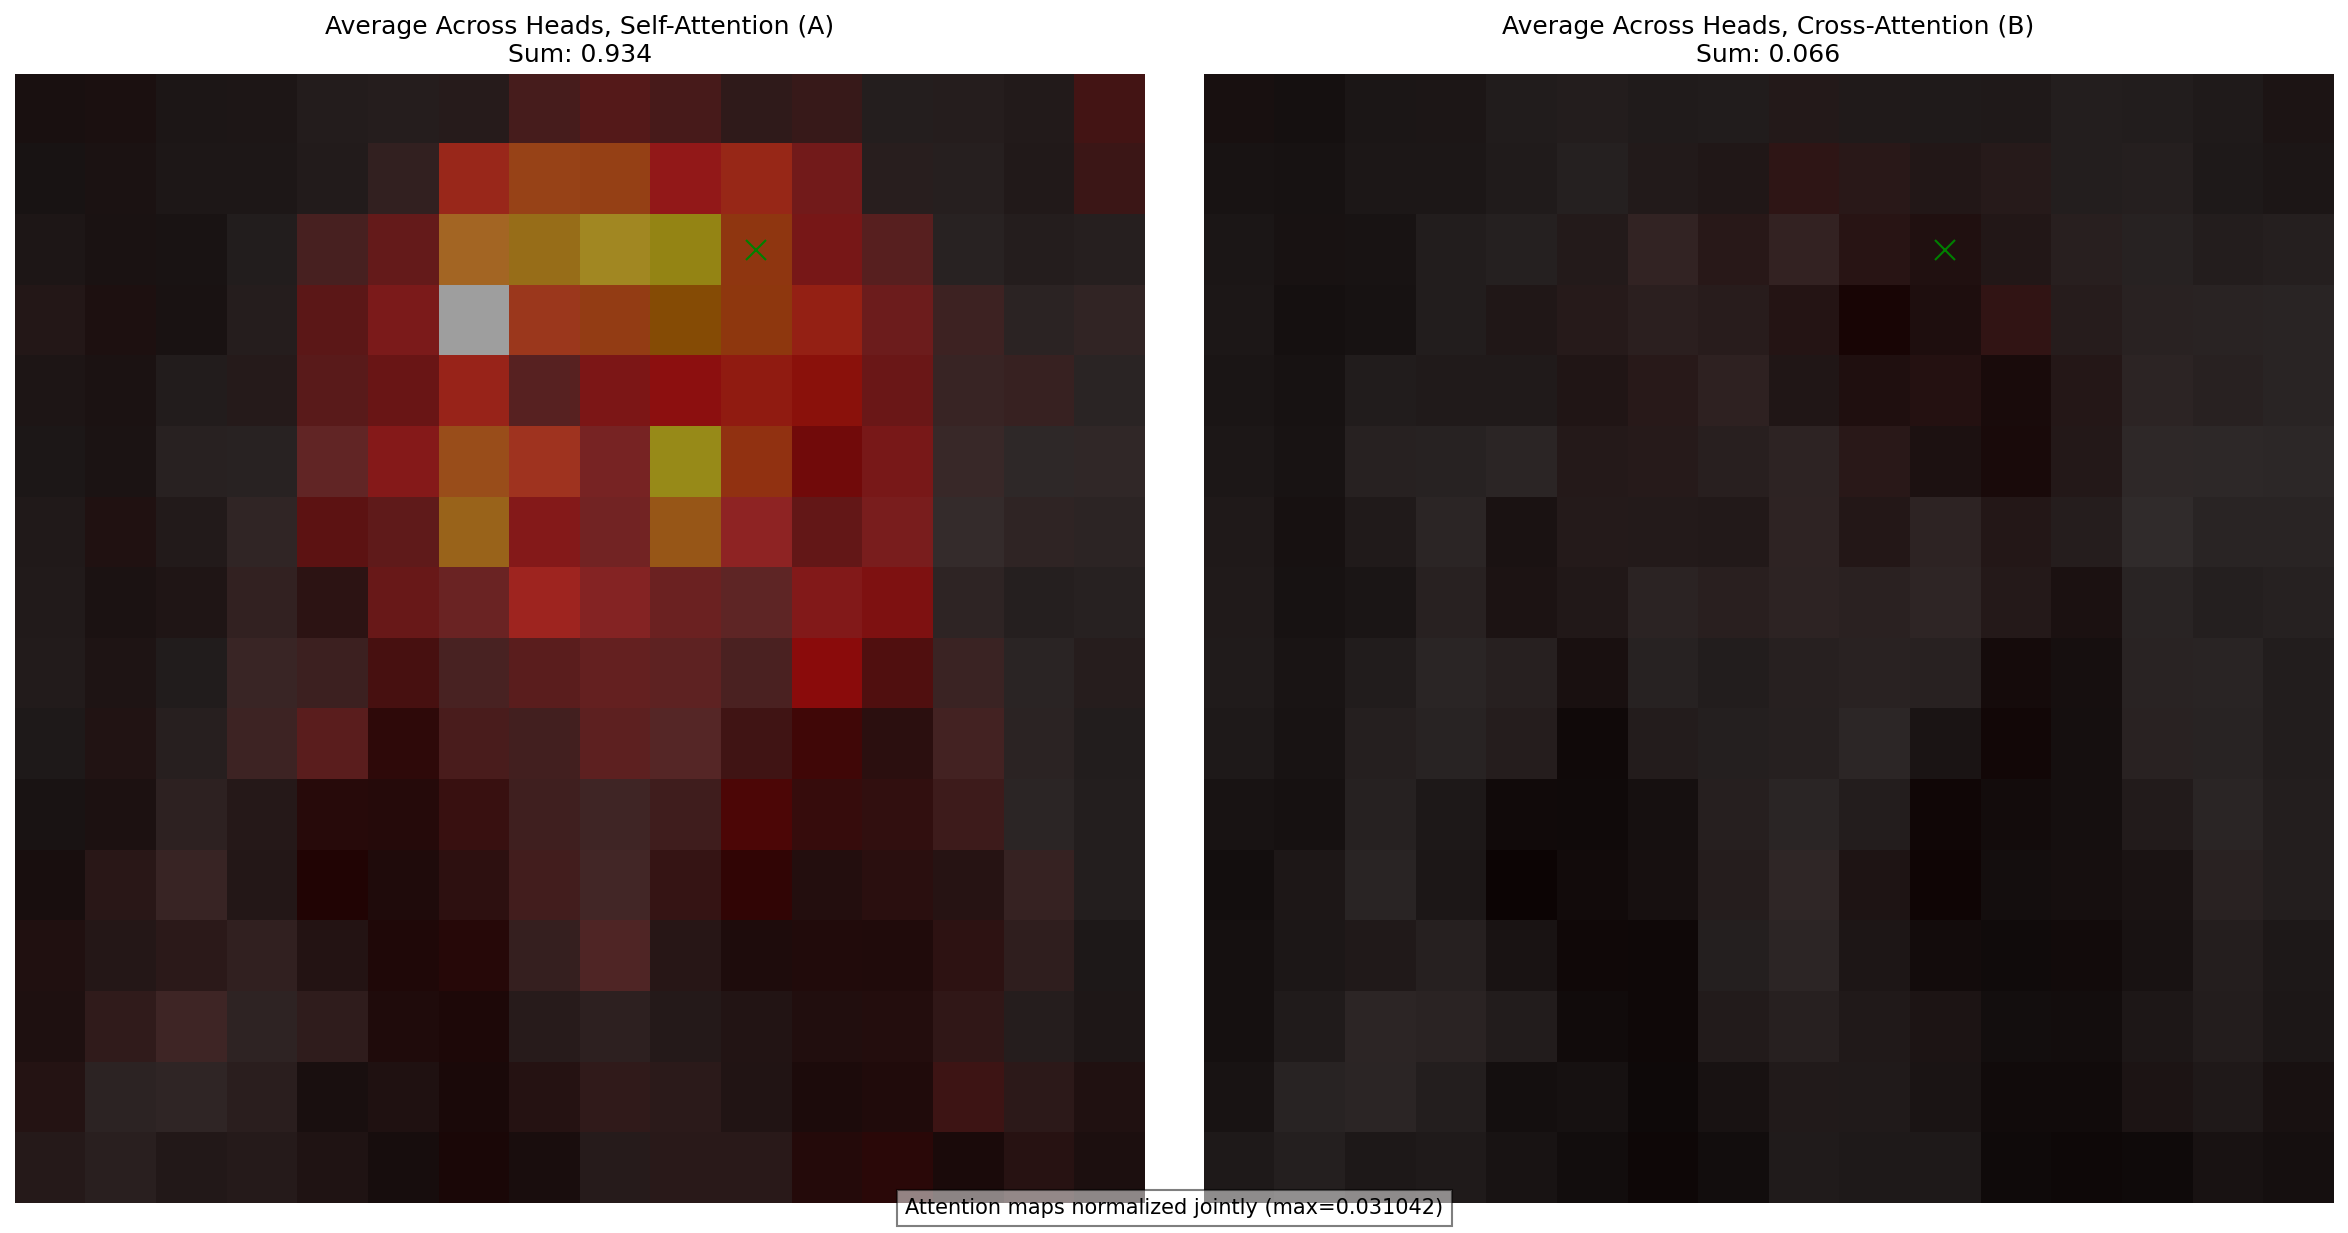 Average Across Heads, Self-Attention (A)
Sum: 0.934
Average Across Heads, Cross-Attention (B)
Sum: 0.066
Attention maps normalized jointly (max=0.031042)